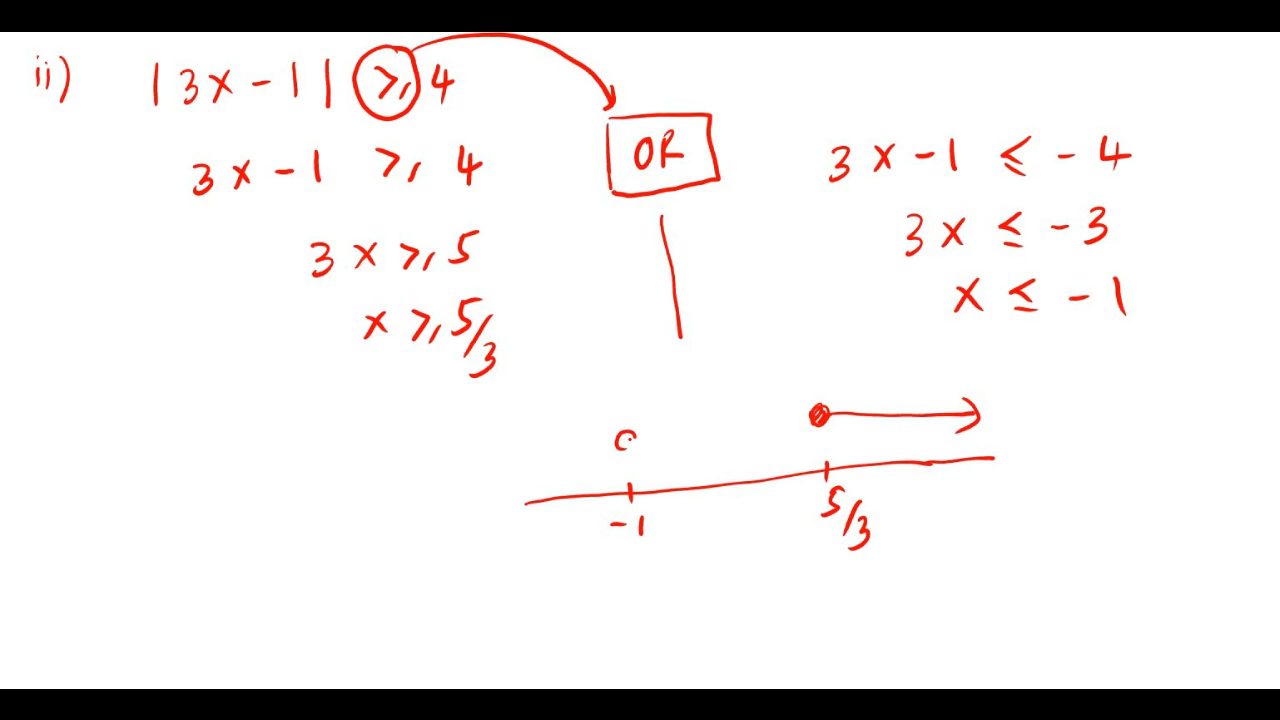 ii) |3x - 1| ≥ 4
3x - 1 ≥ 4 OR 3x - 1 ≤ -4
3x ≥ 5 3x ≤ -3
x ≥ 5/3 x ≤ -1
-1 5/3